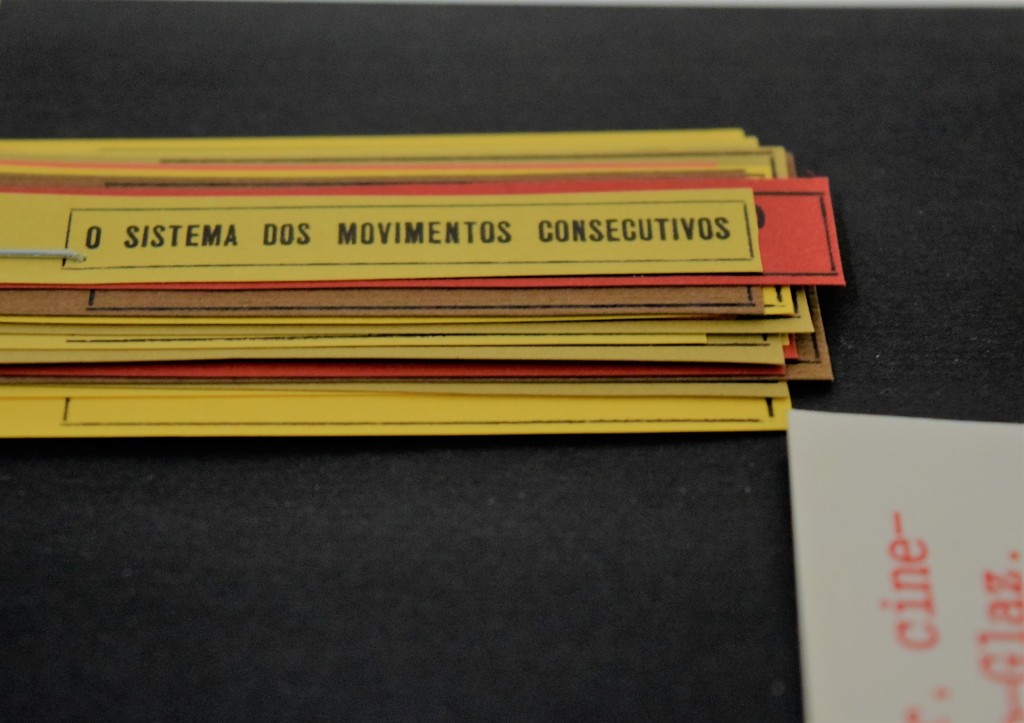 O SISTEMA DOS MOVIMENTOS CONSECUTIVOS
cine-
Glaz.